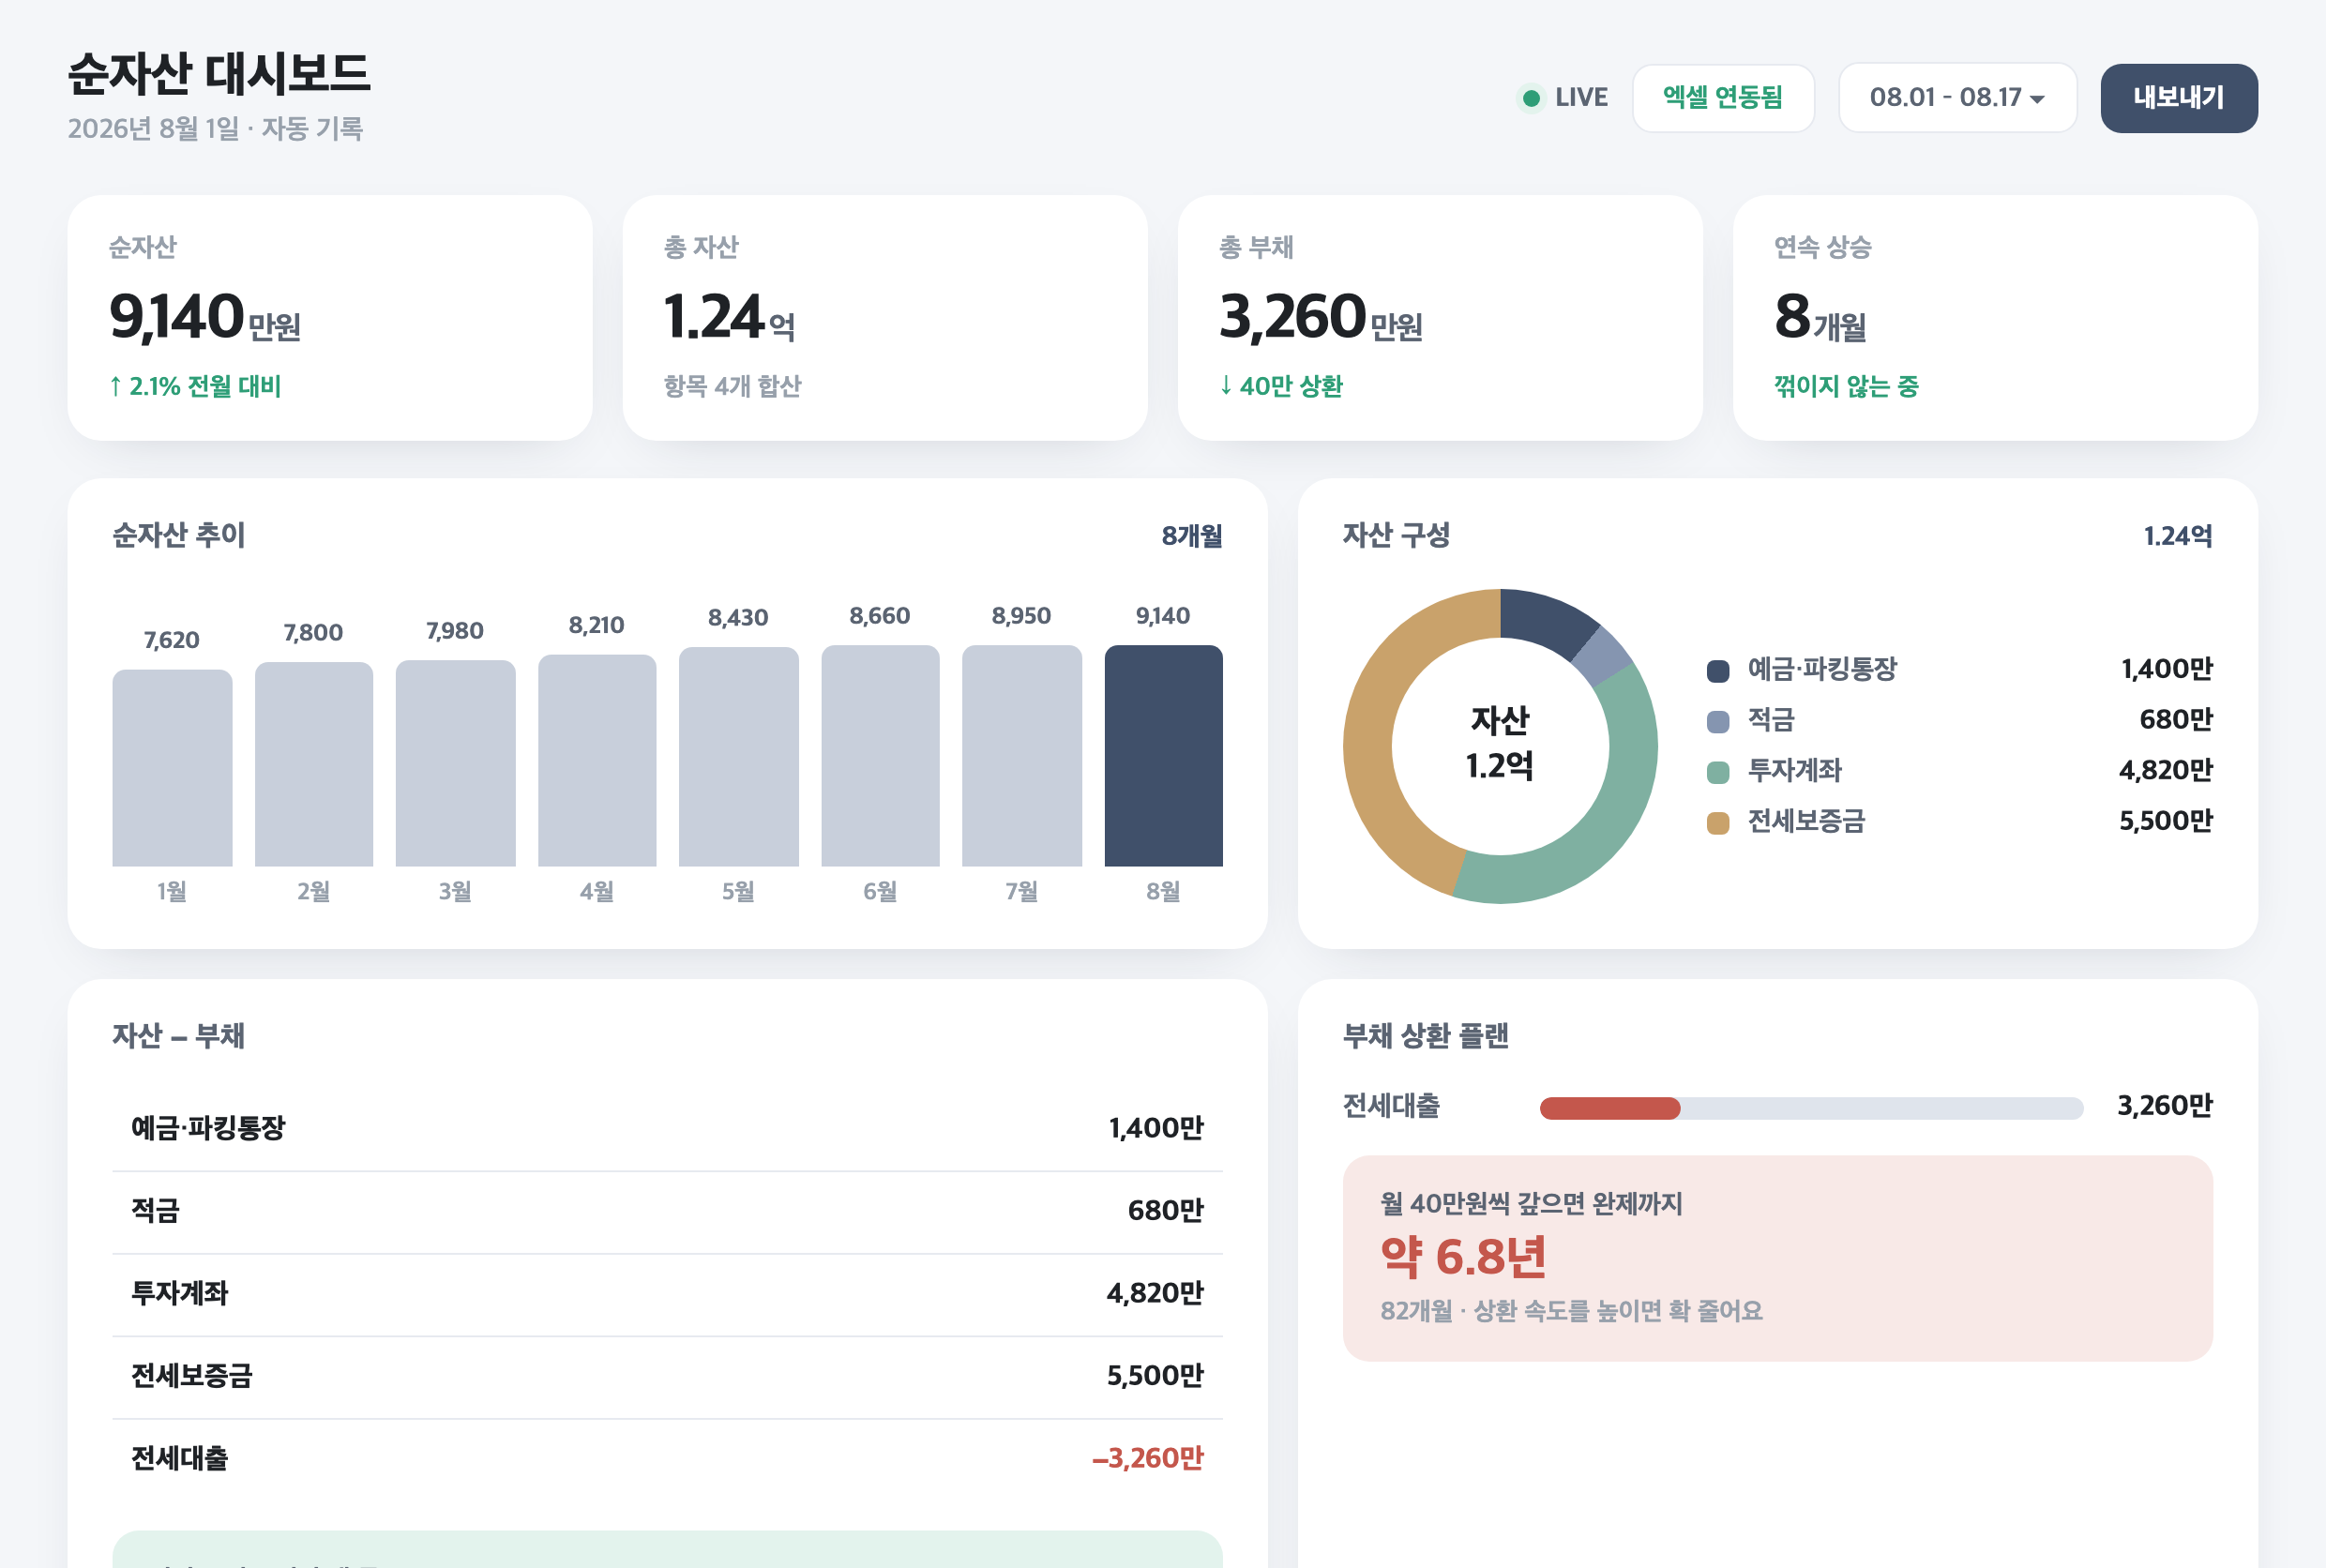 순자산 대시보드
2026년 8월 1일 · 자동 기록
LIVE
엑셀 연동됨
08.01 - 08.17
내보내기
순자산
9,140만원
↑ 2.1% 전월 대비
총 자산
1.24억
항목 4개 합산
총 부채
3,260만원
↓ 40만 상환
연속 상승
8개월
꺾이지 않는 중
순자산 추이
8개월
7,620
7,800
7,980
8,210
8,430
8,660
8,950
9,140
1월
2월
3월
4월
5월
6월
7월
8월
자산 구성
1.24억
자산
1.2억
예금·파킹통장 1,400만
적금 680만
투자계좌 4,820만
전세보증금 5,500만
자산 – 부채
예금·파킹통장 1,400만
적금 680만
투자계좌 4,820만
전세보증금 5,500만
전세대출 –3,260만
부채 상환 플랜
전세대출 3,260만
월 40만원씩 갚으면 완제까지
약 6.8년
82개월 · 상환 속도를 높이면 확 줄어요